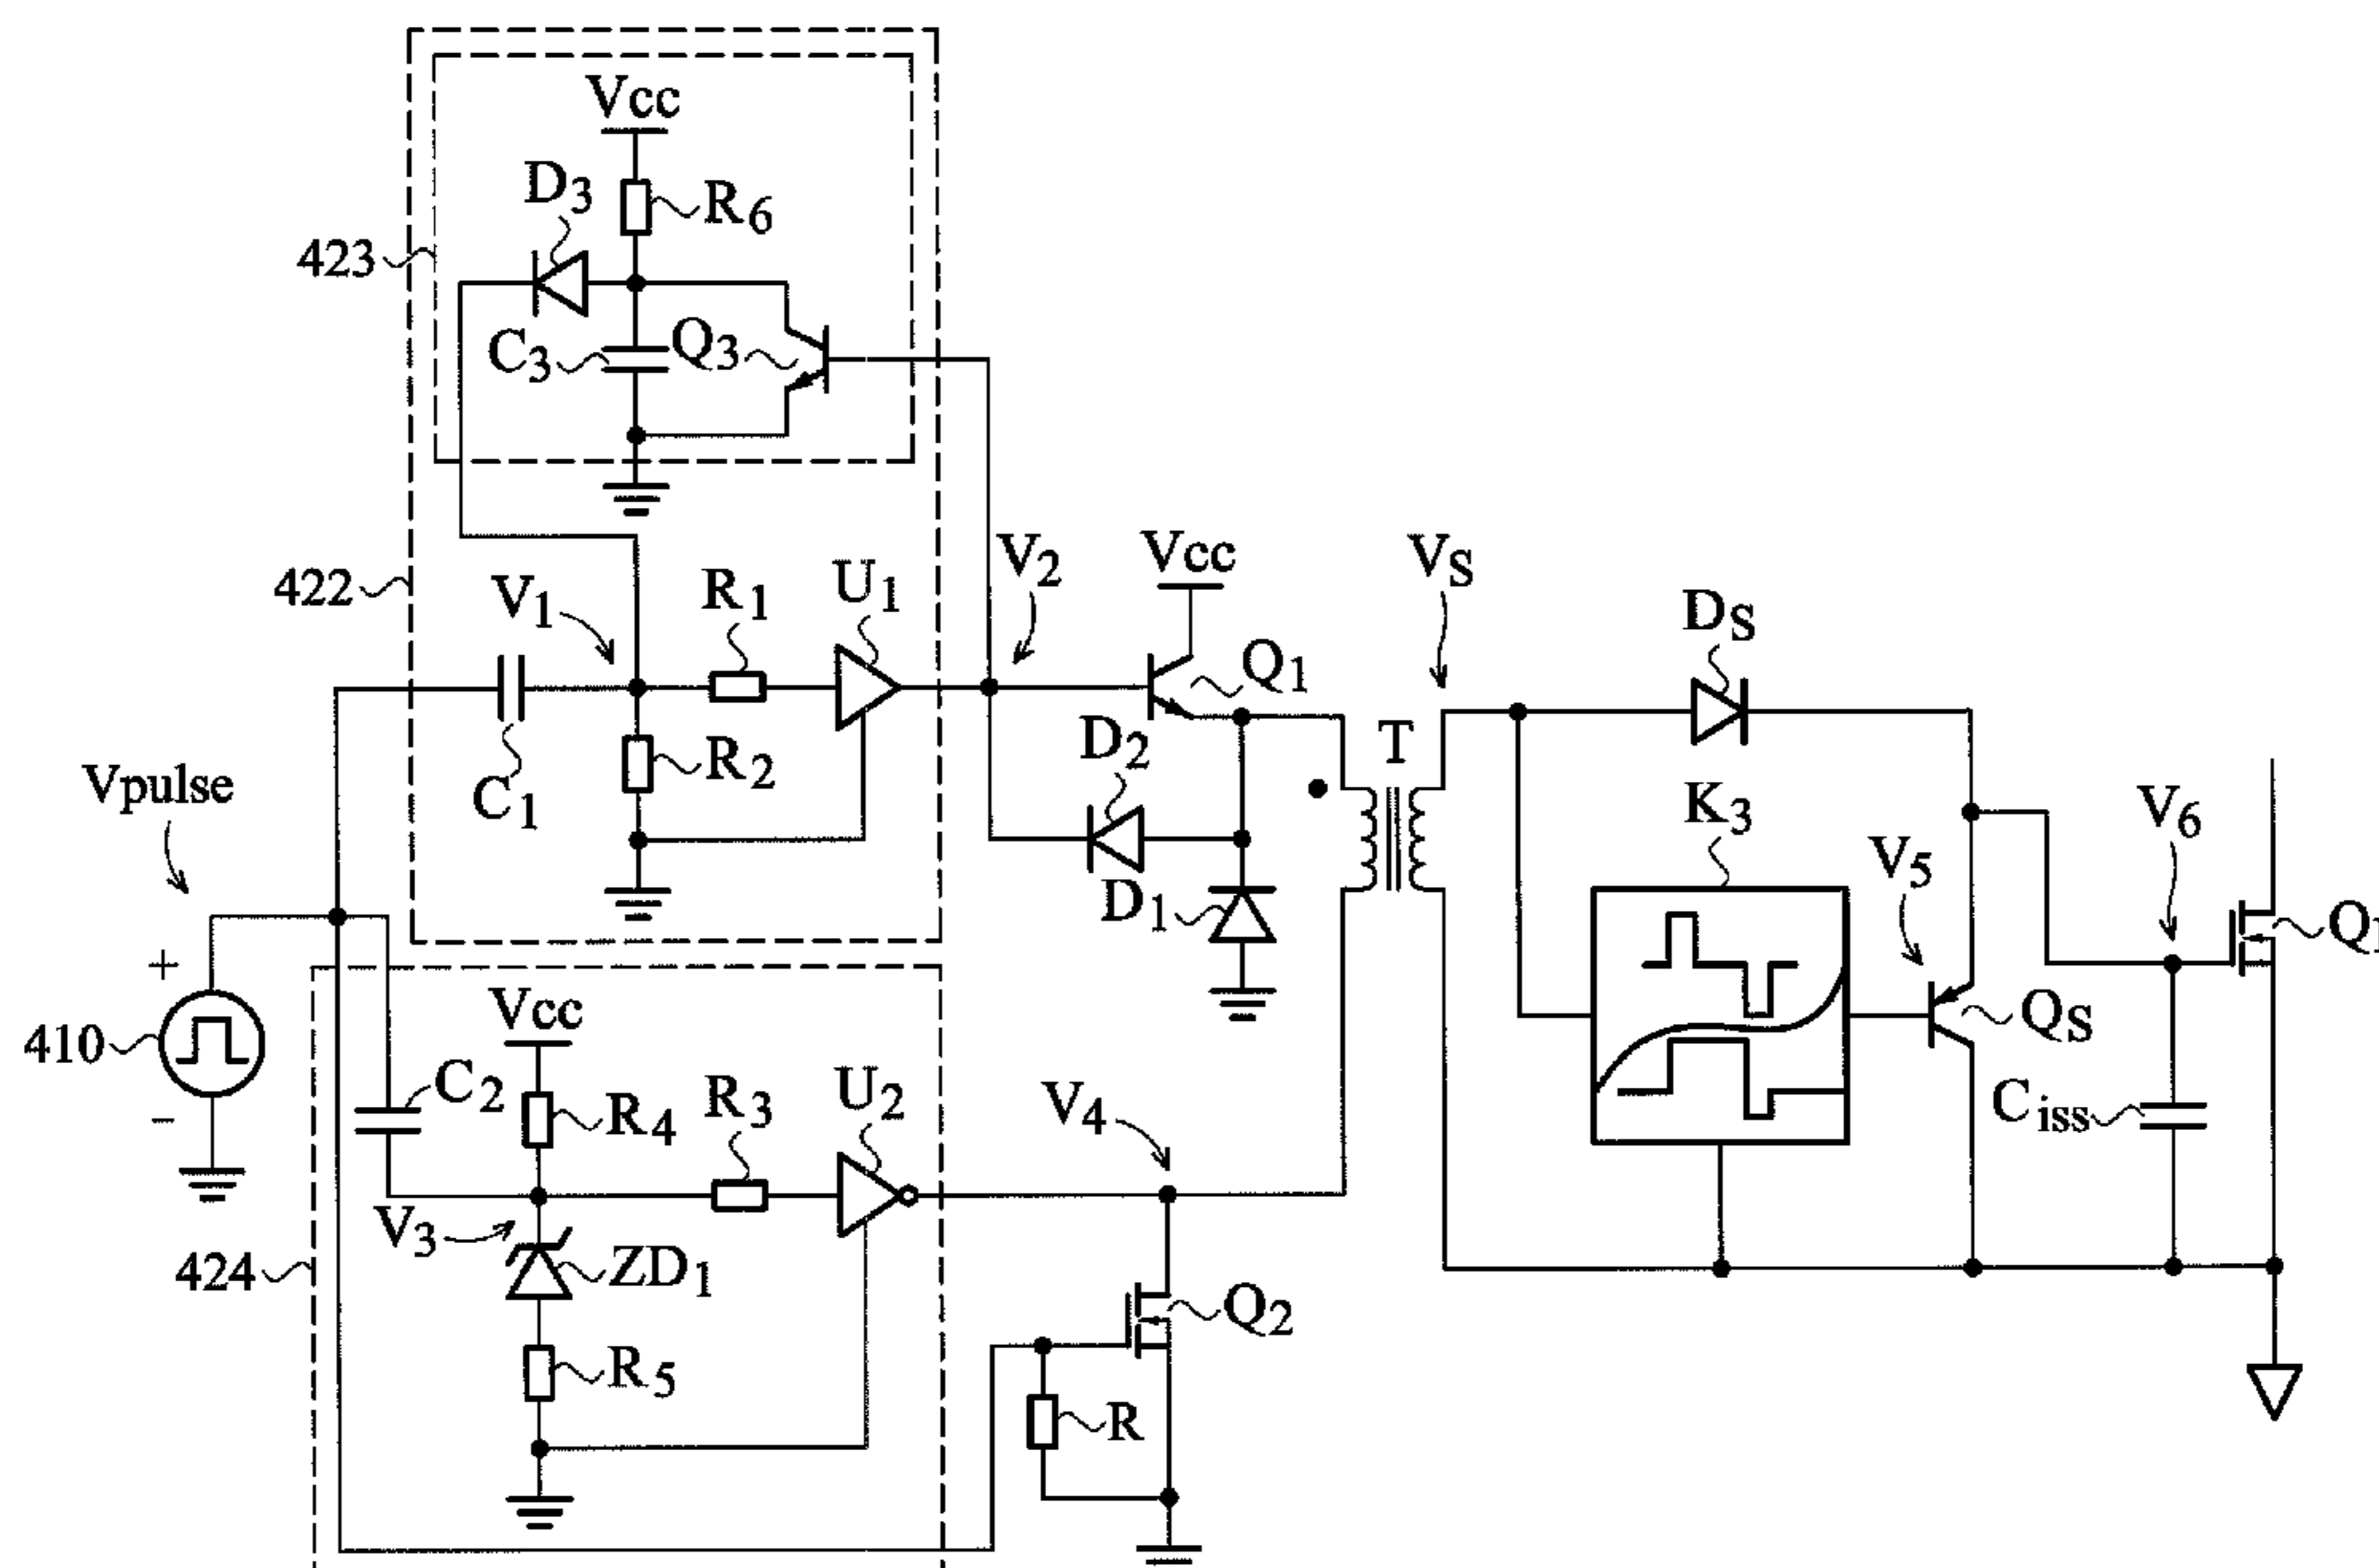 Vcc
D3
R6
423
C3
Q3
422
V1
R1
U1
V2
Vcc
VS
DS
Q1
C1
R2
D2
T
K3
Vpulse
D1
V5
V6
+
410
−
Vcc
C2
R4
R3
U2
V4
QS
Ciss
V3
ZD1
424
Q2
R5
R